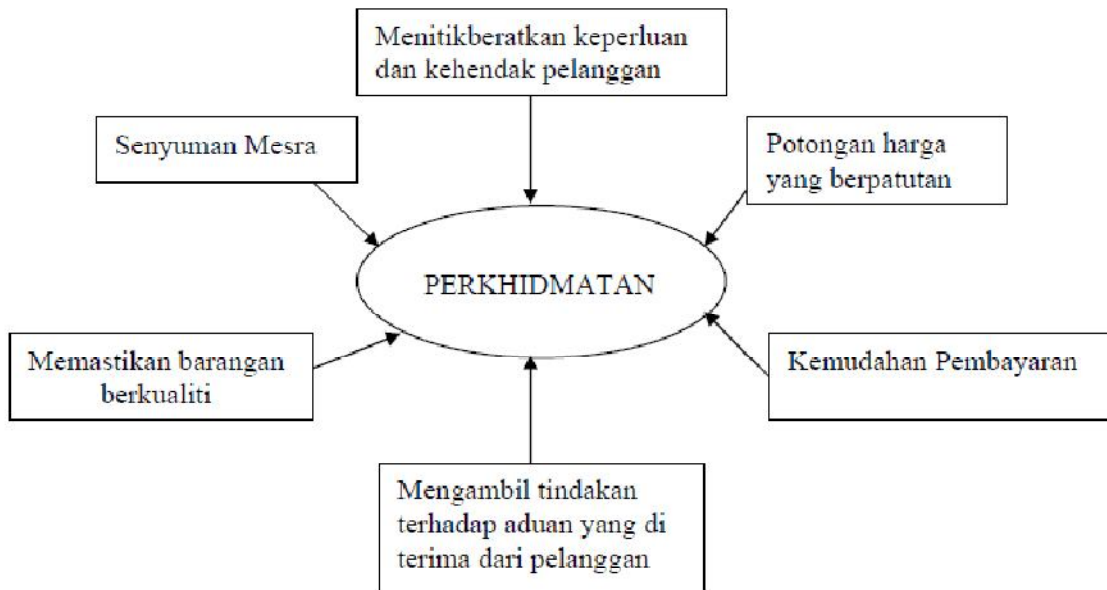 Menitikberatkan keperluan
dan kehendak pelanggan
Senyuman Mesra
Potongan harga
yang berpatutan
PERKHIDMATAN
Memastikan barangan
berkualiti
Kemudahan Pembayaran
Mengambil tindakan
terhadap aduan yang di
terima dari pelanggan